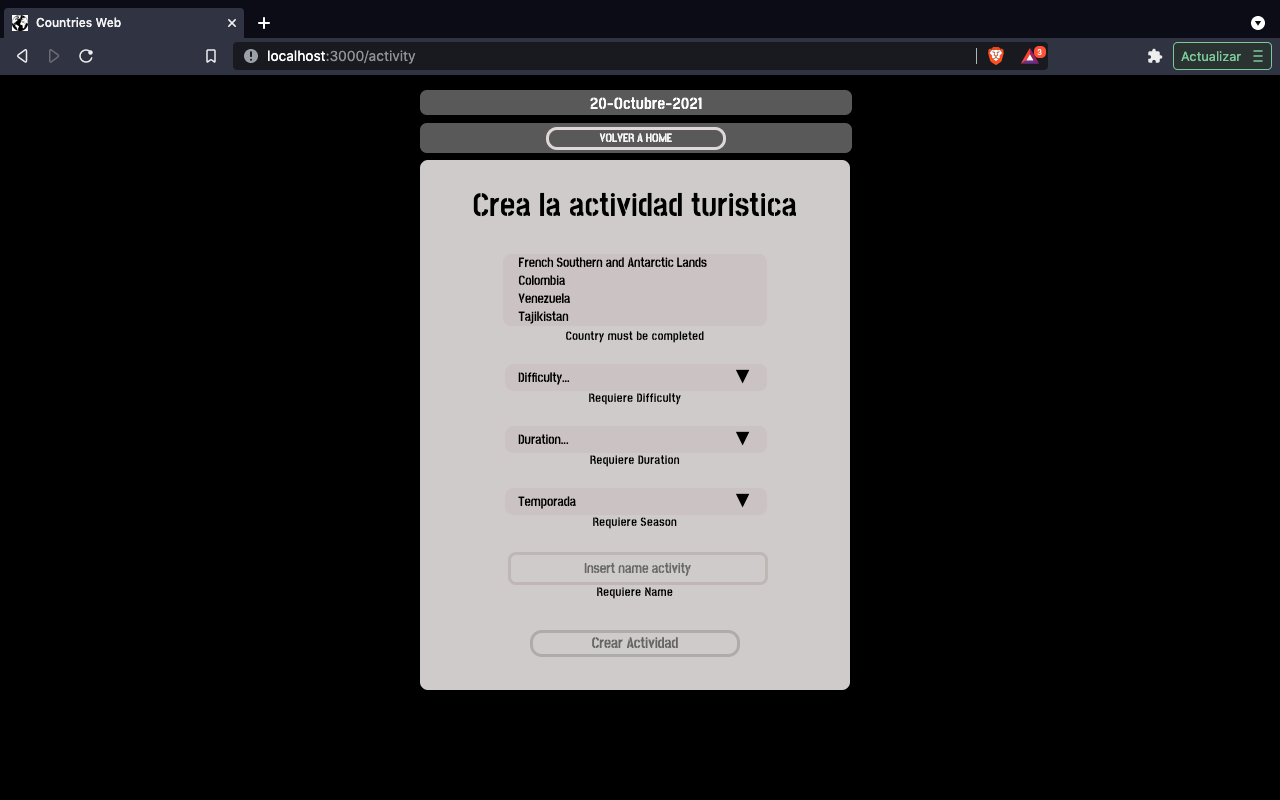 Countries Web
localhost:3000/activity
3
Actualizar
20-Octubre-2021
VOLVER A HOME
Crea la actividad turistica
French Southern and Antarctic Lands
Colombia
Venezuela
Tajikistan
Country must be completed
Difficulty...
Requiere Difficulty
Duration...
Requiere Duration
Temporada
Requiere Season
Insert name activity
Requiere Name
Crear Actividad